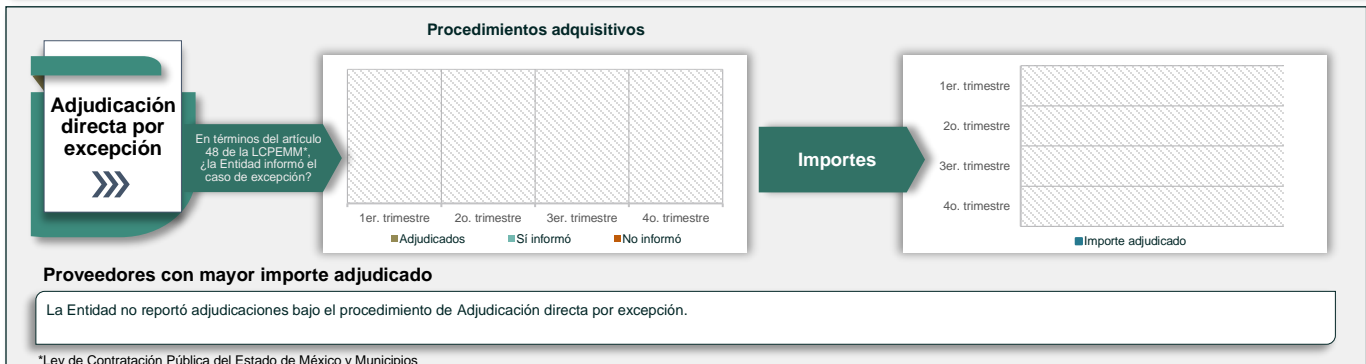 Procedimientos adquisitivos
Adjudicación
directa por
excepción
En términos del artículo
48 de la LCPEMM*,
¿la Entidad informó el
caso de excepción?
1er. trimestre
2o. trimestre
3er. trimestre
4o. trimestre
Adjudicados
Sí informó
No informó
Importes
1er. trimestre
2o. trimestre
3er. trimestre
4o. trimestre
Importe adjudicado
Proveedores con mayor importe adjudicado
La Entidad no reportó adjudicaciones bajo el procedimiento de Adjudicación directa por excepción.
*Ley de Contratación Pública del Estado de México y Municipios